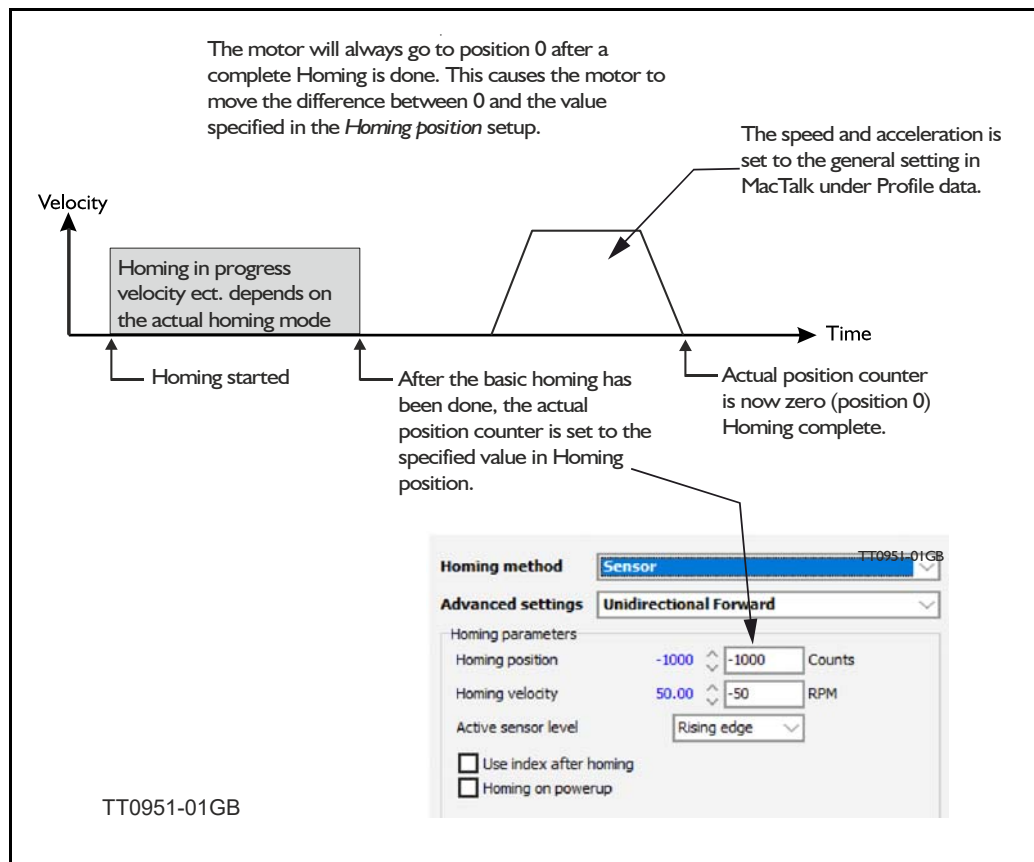 The motor will always go to position 0 after a
complete Homing is done. This causes the motor to
move the difference between 0 and the value
specified in the Homing position setup.
The speed and acceleration is
set to the general setting in
MacTalk under Profile data.
Velocity
Homing in progress
velocity ect. depends on
the actual homing mode
Time
Homing started
After the basic homing has
been done, the actual
position counter is set to the
specified value in Homing
position.
Actual position counter
is now zero (position 0)
Homing complete.
TT0951-01GB
Homing method Sensor
Advanced settings Unidirectional Forward
Homing parameters
Homing position -1000 -1000 Counts
Homing velocity 50.00 -50 RPM
Active sensor level Rising edge
Use index after homing
Homing on powerup
TT0951-01GB